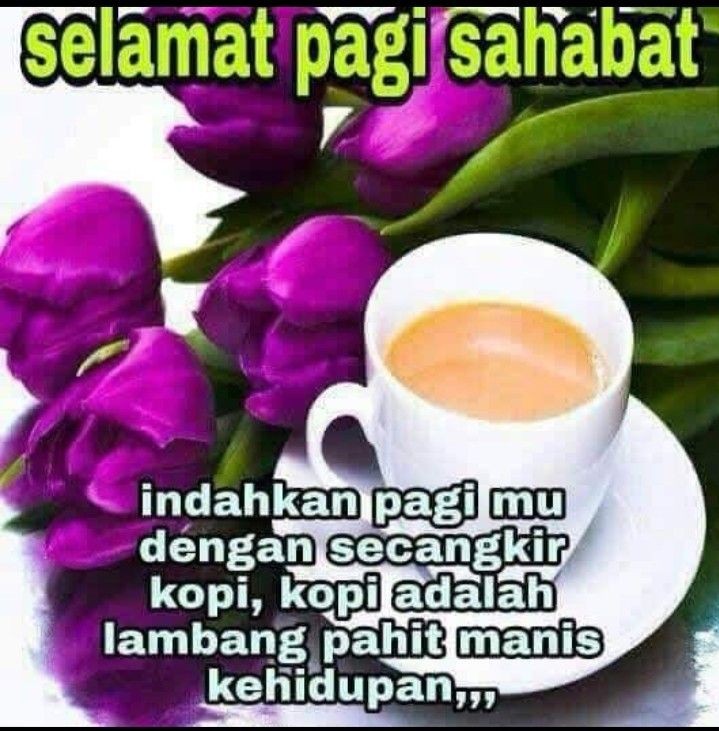 selamat pagi sahabat
indahkan pagi mu
dengan secangkir
kopi, kopi adalah
lambang pahit manis
kehidupan,,,